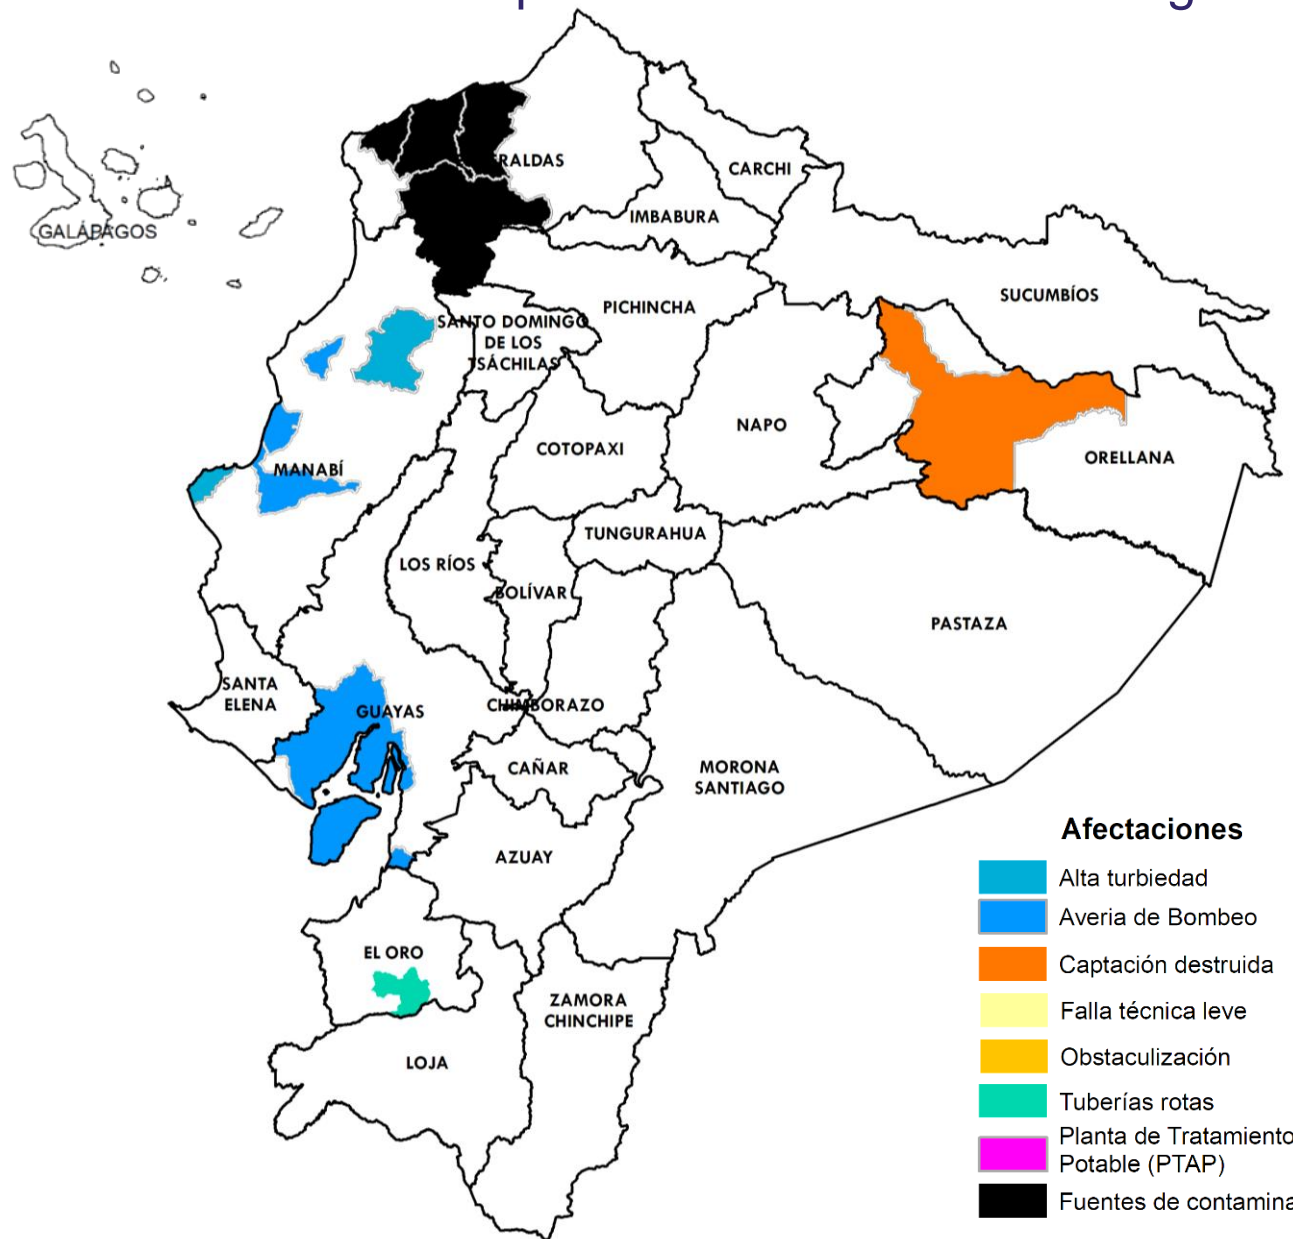 GALÁPAGOS
RALDAS
CARCHI
IMBABURA
SUCUMBÍOS
PICHINCHA
SANTO DOMINGO
DE LOS
TSÁCHILAS
NAPO
COTOPAXI
ORELLANA
MANABÍ
TUNGURAHUA
LOS RÍOS
BOLÍVAR
PASTAZA
SANTA
ELENA
GUAYAS
CHIMBORAZO
CAÑAR
MORONA
SANTIAGO
AZUAY
EL ORO
ZAMORA
CHINCHIPE
LOJA
Afectaciones
Alta turbiedad
Averia de Bombeo
Captación destruida
Falla técnica leve
Obstaculización
Tuberías rotas
Planta de Tratamiento
Potable (PTAP)
Fuentes de contamina